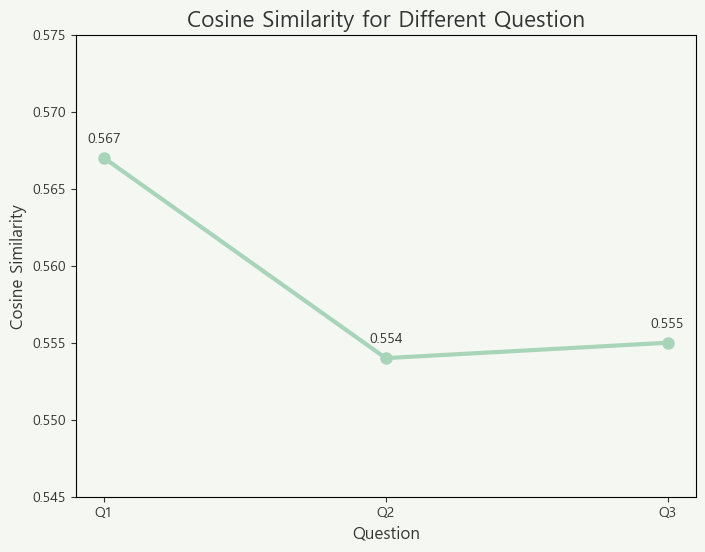 Cosine Similarity for Different Question
0.575
0.570
0.565
0.560
0.555
0.550
0.545
Cosine Similarity
0.567
0.554
0.555
Q1
Q2
Q3
Question